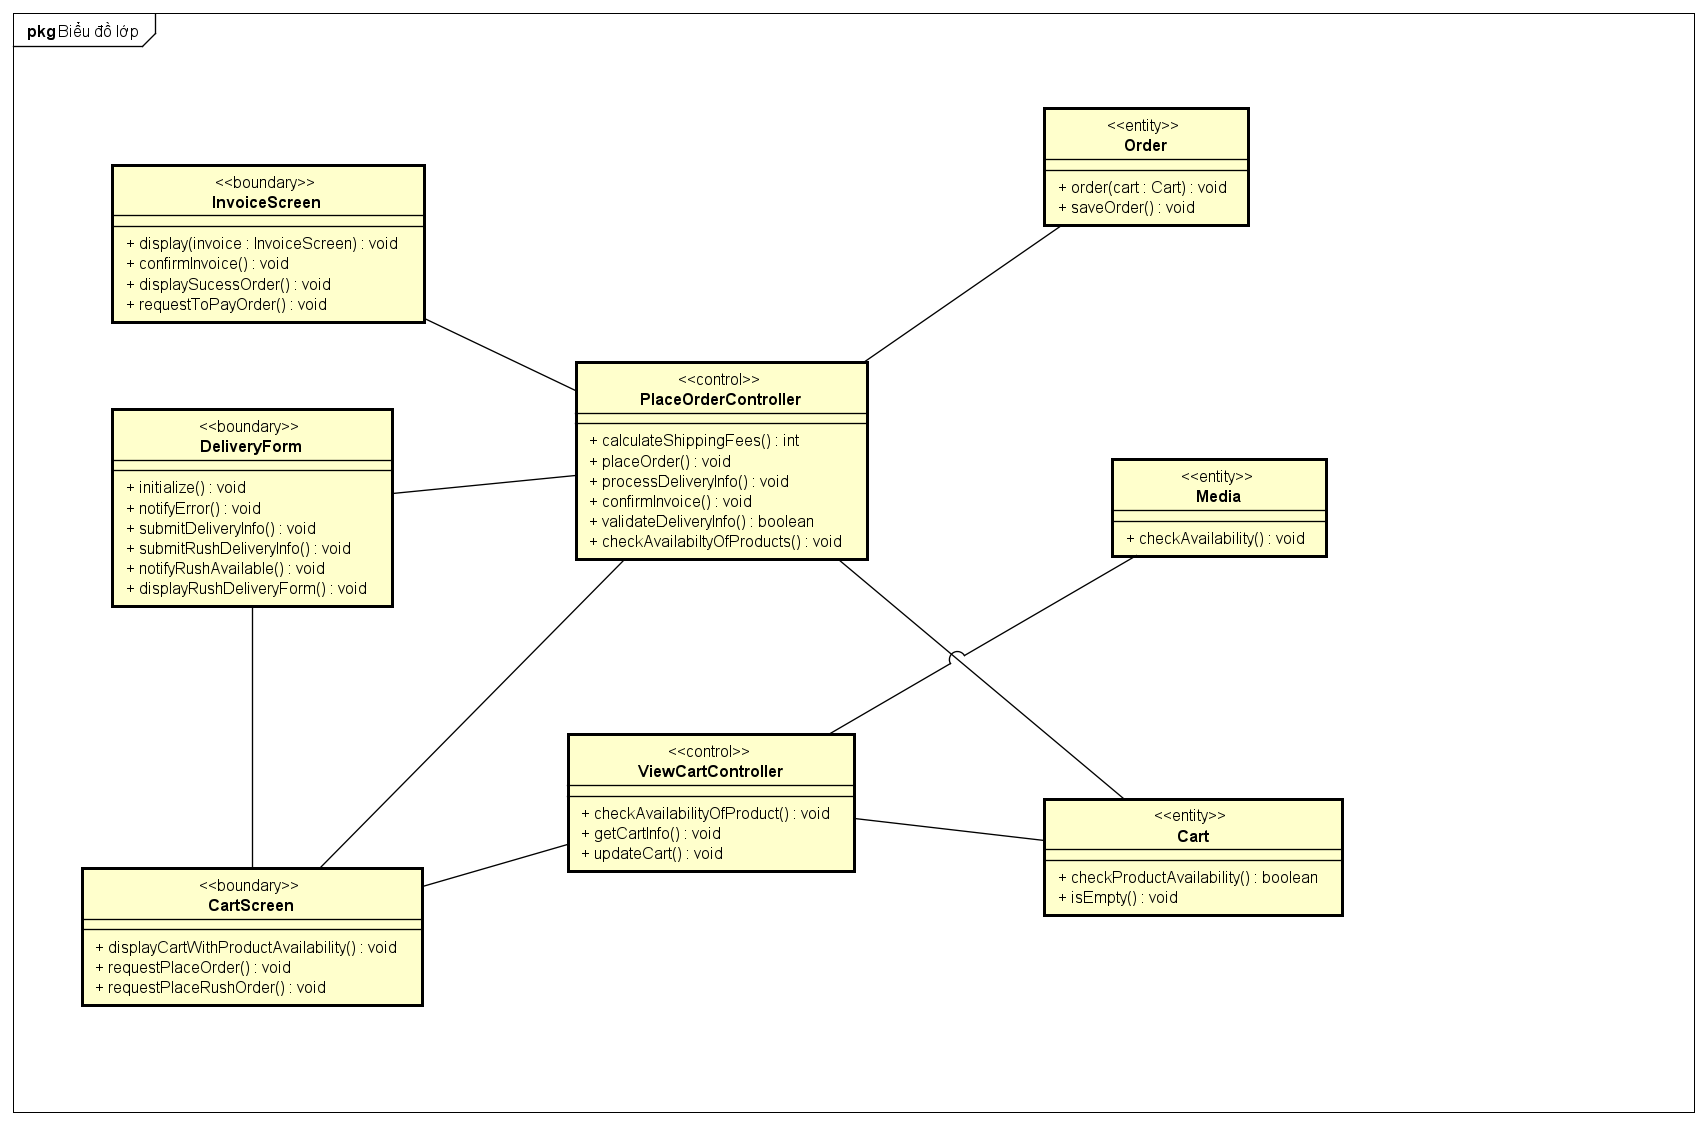 pkg Biểu đồ lớp
<<entity>>
Order
+ order(cart : Cart) : void
+ saveOrder() : void
<<boundary>>
InvoiceScreen
+ display(invoice : InvoiceScreen) : void
+ confirmInvoice() : void
+ displaySucessOrder() : void
+ requestToPayOrder() : void
<<control>>
PlaceOrderController
+ calculateShippingFees() : int
+ placeOrder() : void
+ processDeliveryInfo() : void
+ confirmInvoice() : void
+ validateDeliveryInfo() : boolean
+ checkAvailabiltyOfProducts() : void
<<boundary>>
DeliveryForm
+ initialize() : void
+ notifyError() : void
+ submitDeliveryInfo() : void
+ submitRushDeliveryInfo() : void
+ notifyRushAvailable() : void
+ displayRushDeliveryForm() : void
<<entity>>
Media
+ checkAvailability() : void
<<control>>
ViewCartController
+ checkAvailabilityOfProduct() : void
+ getCartInfo() : void
+ updateCart() : void
<<entity>>
Cart
+ checkProductAvailability() : boolean
+ isEmpty() : void
<<boundary>>
CartScreen
+ displayCartWithProductAvailability() : void
+ requestPlaceOrder() : void
+ requestPlaceRushOrder() : void